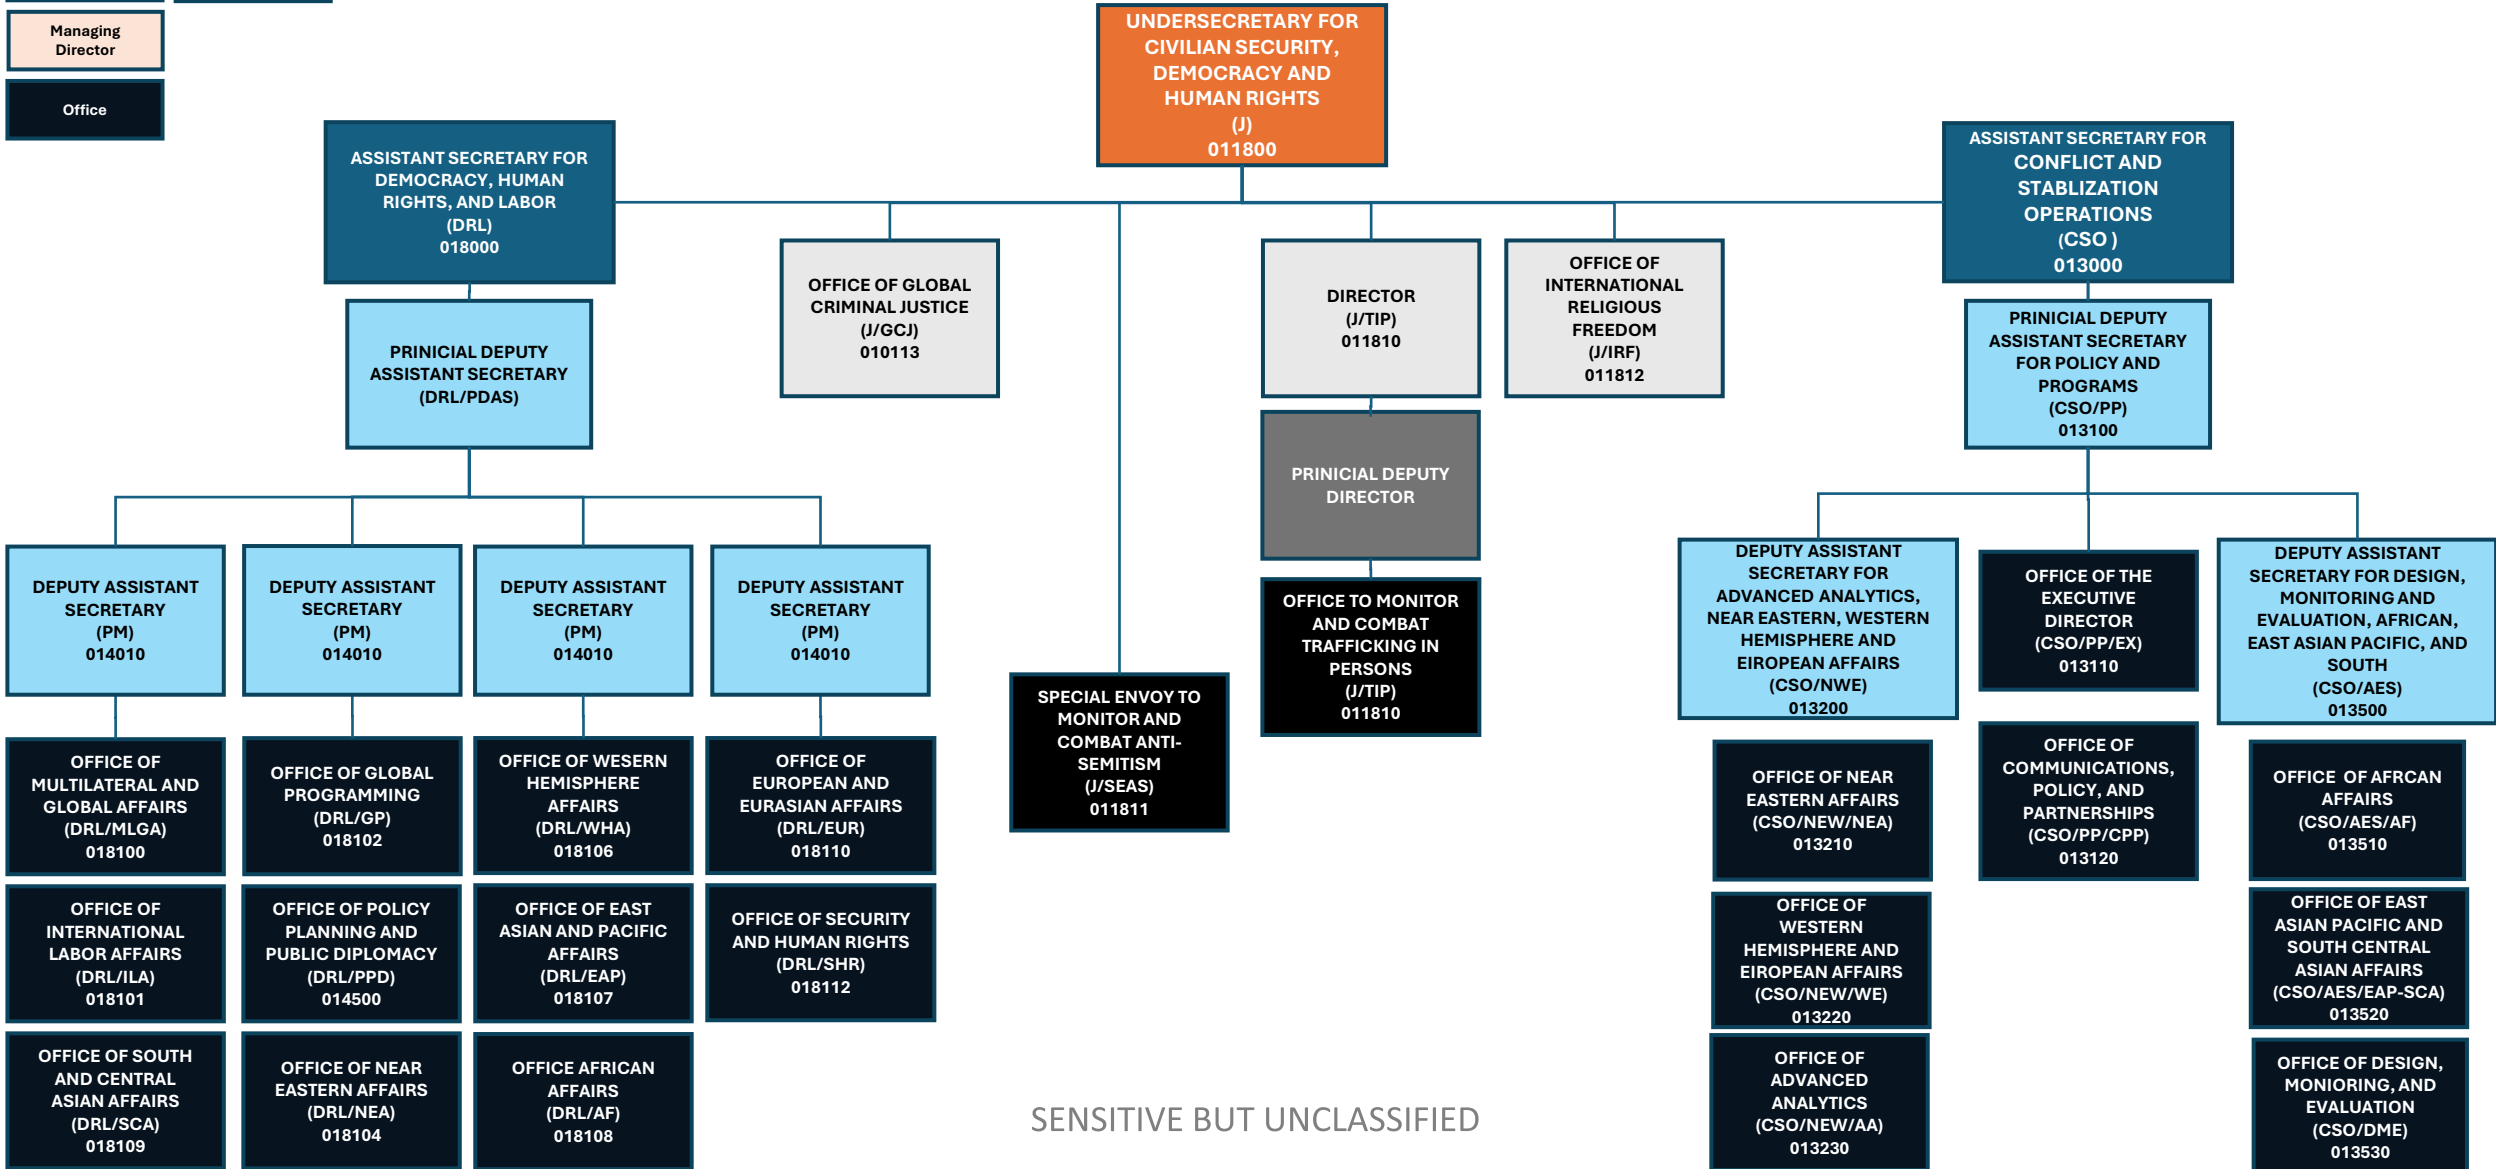 Managing
Director
Office
UNDERSECRETARY FOR
CIVILIAN SECURITY,
DEMOCRACY AND
HUMAN RIGHTS
(J)
011800
ASSISTANT SECRETARY FOR
DEMOCRACY, HUMAN
RIGHTS, AND LABOR
(DRL)
018000
ASSISTANT SECRETARY FOR
CONFLICT AND
STABLIZATION
OPERATIONS
(CSO )
013000
OFFICE OF GLOBAL
CRIMINAL JUSTICE
(J/GCJ)
010113
DIRECTOR
(J/TIP)
011810
OFFICE OF
INTERNATIONAL
RELIGIOUS
FREEDOM
(J/IRF)
011812
PRINICIAL DEPUTY
ASSISTANT SECRETARY
(DRL/PDAS)
PRINICIAL DEPUTY
ASSISTANT SECRETARY
FOR POLICY AND
PROGRAMS
(CSO/PP)
013100
PRINICIAL DEPUTY
DIRECTOR
DEPUTY ASSISTANT
SECRETARY
(PM)
014010
DEPUTY ASSISTANT
SECRETARY
(PM)
014010
DEPUTY ASSISTANT
SECRETARY
(PM)
014010
DEPUTY ASSISTANT
SECRETARY
(PM)
014010
OFFICE TO MONITOR
AND COMBAT
TRAFFICKING IN
PERSONS
(J/TIP)
011810
DEPUTY ASSISTANT
SECRETARY FOR
ADVANCED ANALYTICS,
NEAR EASTERN, WESTERN
HEMISPHERE AND
EIROPEAN AFFAIRS
(CSO/NWE)
013200
OFFICE OF THE
EXECUTIVE
DIRECTOR
(CSO/PP/EX)
013110
DEPUTY ASSISTANT
SECRETARY FOR DESIGN,
MONITORING AND
EVALUATION, AFRICAN,
EAST ASIAN PACIFIC, AND
SOUTH
(CSO/AES)
013500
SPECIAL ENVOY TO
MONITOR AND
COMBAT ANTI-
SEMITISM
(J/SEAS)
011811
OFFICE OF
MULTILATERAL AND
GLOBAL AFFAIRS
(DRL/MLGA)
018100
OFFICE OF GLOBAL
PROGRAMMING
(DRL/GP)
018102
OFFICE OF WESERN
HEMISPHERE
AFFAIRS
(DRL/WHA)
018106
OFFICE OF
EUROPEAN AND
EURASIAN AFFAIRS
(DRL/EUR)
018110
OFFICE OF NEAR
EASTERN AFFAIRS
(CSO/NEW/NEA)
013210
OFFICE OF
COMMUNICATIONS,
POLICY, AND
PARTNERSHIPS
(CSO/PP/CPP)
013120
OFFICE OF AFRCAN
AFFAIRS
(CSO/AES/AF)
013510
OFFICE OF
INTERNATIONAL
LABOR AFFAIRS
(DRL/ILA)
018101
OFFICE OF POLICY
PLANNING AND
PUBLIC DIPLOMACY
(DRL/PPD)
014500
OFFICE OF EAST
ASIAN AND PACIFIC
AFFAIRS
(DRL/EAP)
018107
OFFICE OF SECURITY
AND HUMAN RIGHTS
(DRL/SHR)
018112
OFFICE OF
WESTERN
HEMISPHERE AND
EIROPEAN AFFAIRS
(CSO/NEW/WE)
013220
OFFICE OF EAST
ASIAN PACIFIC AND
SOUTH CENTRAL
ASIAN AFFAIRS
(CSO/AES/EAP-SCA)
013520
OFFICE OF SOUTH
AND CENTRAL
ASIAN AFFAIRS
(DRL/SCA)
018109
OFFICE OF NEAR
EASTERN AFFAIRS
(DRL/NEA)
018104
OFFICE AFRICAN
AFFAIRS
(DRL/AF)
018108
OFFICE OF
ADVANCED
ANALYTICS
(CSO/NEW/AA)
013230
OFFICE OF DESIGN,
MONIORING, AND
EVALUATION
(CSO/DME)
013530
SENSITIVE BUT UNCLASSIFIED